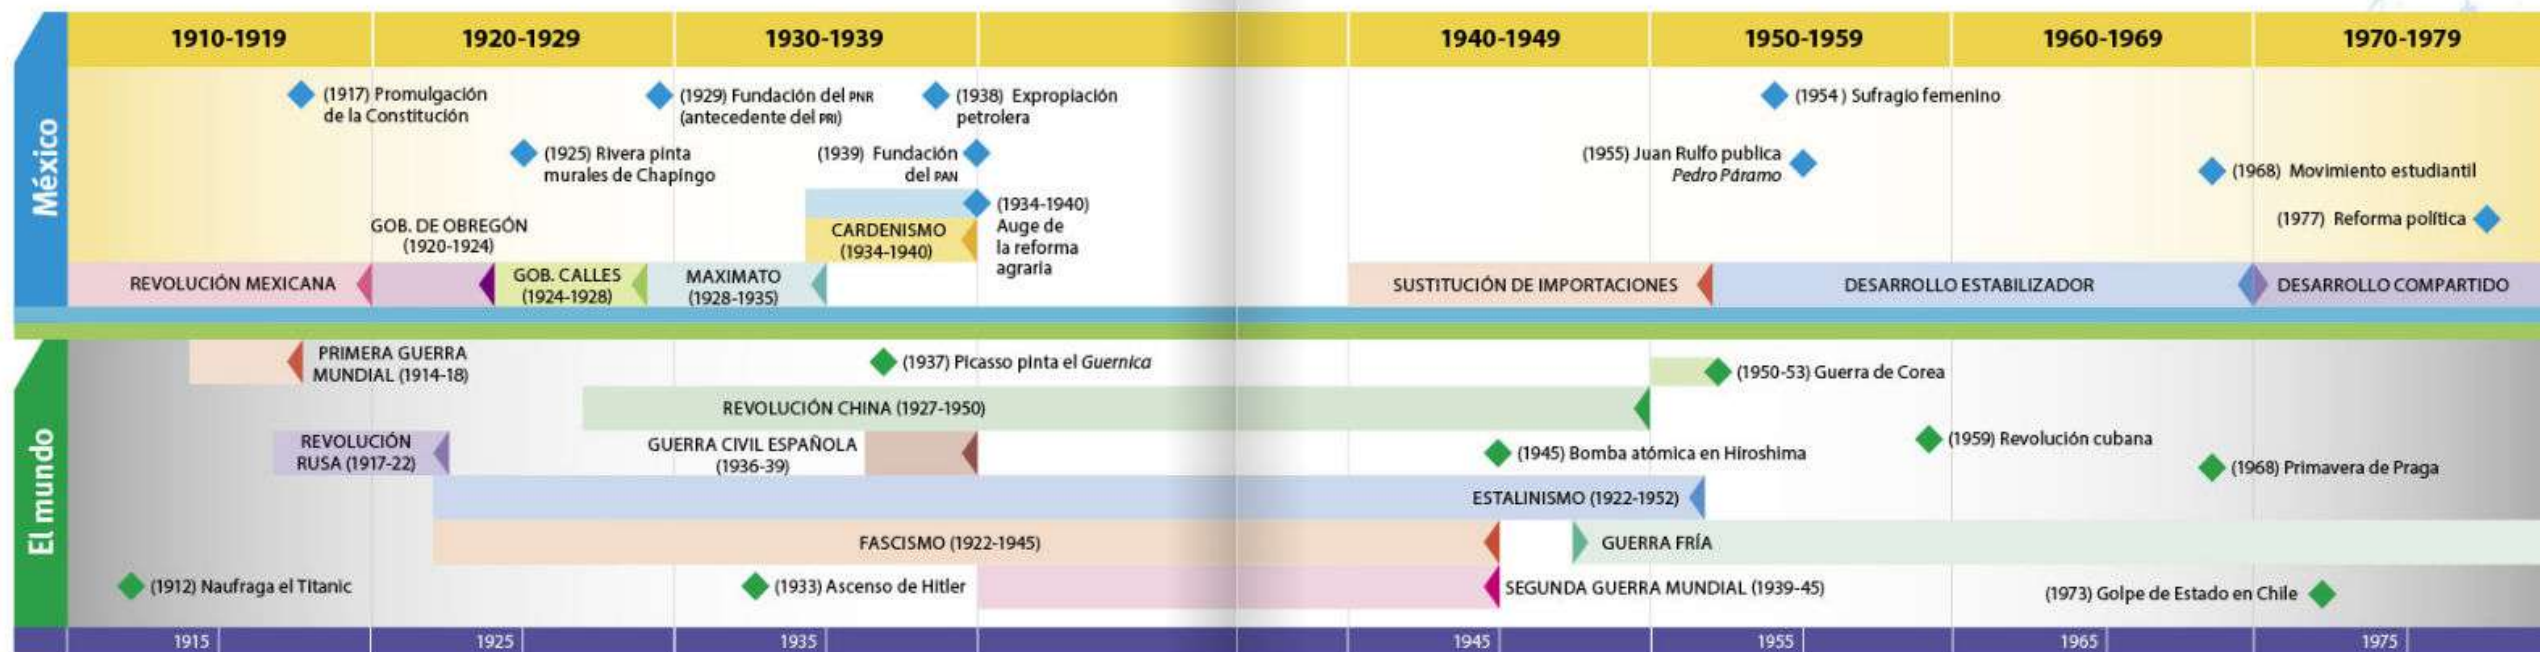 1910-1919
1920-1929
1930-1939
1940-1949
1950-1959
1960-1969
1970-1979
México
(1917) Promulgación
de la Constitución
(1929) Fundación del PNR
(antecedente del PRI)
(1938) Expropiación
petrolera
(1954 ) Sufragio femenino
(1925) Rivera pinta
murales de Chapingo
(1939) Fundación
del PAN
(1955) Juan Rulfo publica
Pedro Páramo
(1968) Movimiento estudiantil
(1934-1940)
Auge de
la reforma
agraria
(1977) Reforma política
GOB. DE OBREGÓN
(1920-1924)
CARDENISMO
(1934-1940)
REVOLUCIÓN MEXICANA
GOB. CALLES
(1924-1928)
MAXIMATO
(1928-1935)
SUSTITUCIÓN DE IMPORTACIONES
DESARROLLO ESTABILIZADOR
DESARROLLO COMPARTIDO
El mundo
PRIMERA GUERRA
MUNDIAL (1914-18)
(1937) Picasso pinta el Guernica
(1950-53) Guerra de Corea
REVOLUCIÓN CHINA (1927-1950)
REVOLUCIÓN
RUSA (1917-22)
GUERRA CIVIL ESPAÑOLA
(1936-39)
(1945) Bomba atómica en Hiroshima
(1959) Revolución cubana
(1968) Primavera de Praga
ESTALINISMO (1922-1952)
FASCISMO (1922-1945)
GUERRA FRÍA
(1912) Naufraga el Titanic
(1933) Ascenso de Hitler
SEGUNDA GUERRA MUNDIAL (1939-45)
(1973) Golpe de Estado en Chile
1915
1925
1935
1945
1955
1965
1975